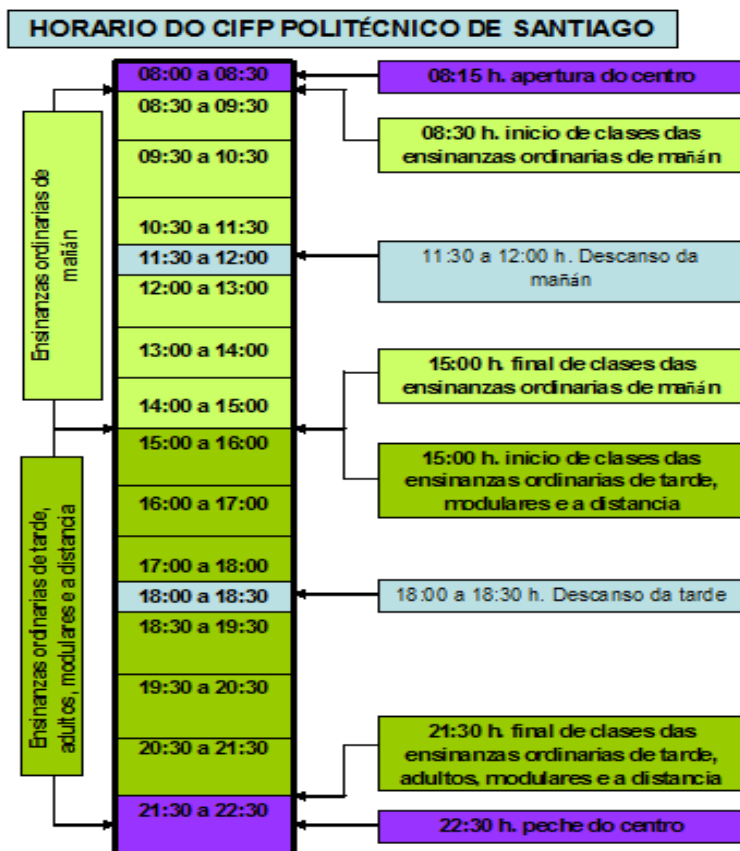 HORARIO DO CIFP POLITÉCNICO DE SANTIAGO
08:00 a 08:30
08:15 h. apertura do centro
08:30 a 09:30
08:30 h. inicio de clases das
ensinanzas ordinarias de mañán
09:30 a 10:30
10:30 a 11:30
11:30 a 12:00
11:30 a 12:00 h. Descanso da
mañán
12:00 a 13:00
13:00 a 14:00
15:00 h. final de clases das
ensinanzas ordinarias de mañán
14:00 a 15:00
Ensinanzas ordinarias de
mañán
15:00 a 16:00
15:00 h. inicio de clases das
ensinanzas ordinarias de tarde,
modulares e a distancia
16:00 a 17:00
17:00 a 18:00
18:00 a 18:30
18:00 a 18:30 h. Descanso da tarde
18:30 a 19:30
19:30 a 20:30
20:30 a 21:30
21:30 h. final de clases das
ensinanzas ordinarias de tarde,
adultos, modulares e a distancia
Ensinanzas ordinarias de tarde,
adultos, modulares e a distancia
21:30 a 22:30
22:30 h. peche do centro